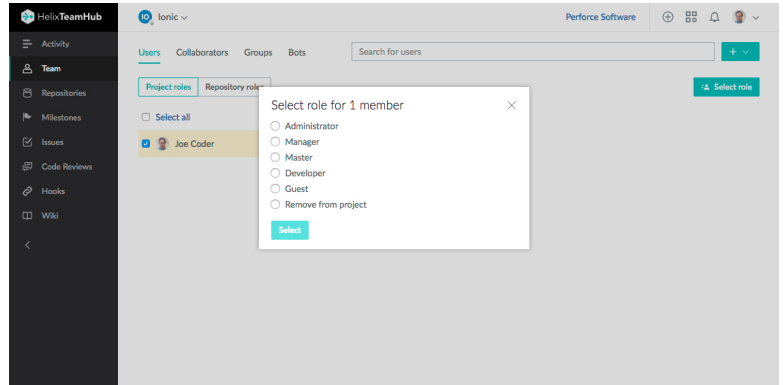 HelixTeamHub
Ionic
Perforce Software
Activity
Team
Repositories
Milestones
Issues
Code Reviews
Hooks
Wiki
Users
Collaborators
Groups
Bots
Search for users
+
Project roles
Repository roles
Select role
Select all
Joe Coder
Select role for 1 member
Administrator
Manager
Master
Developer
Guest
Remove from project
Select